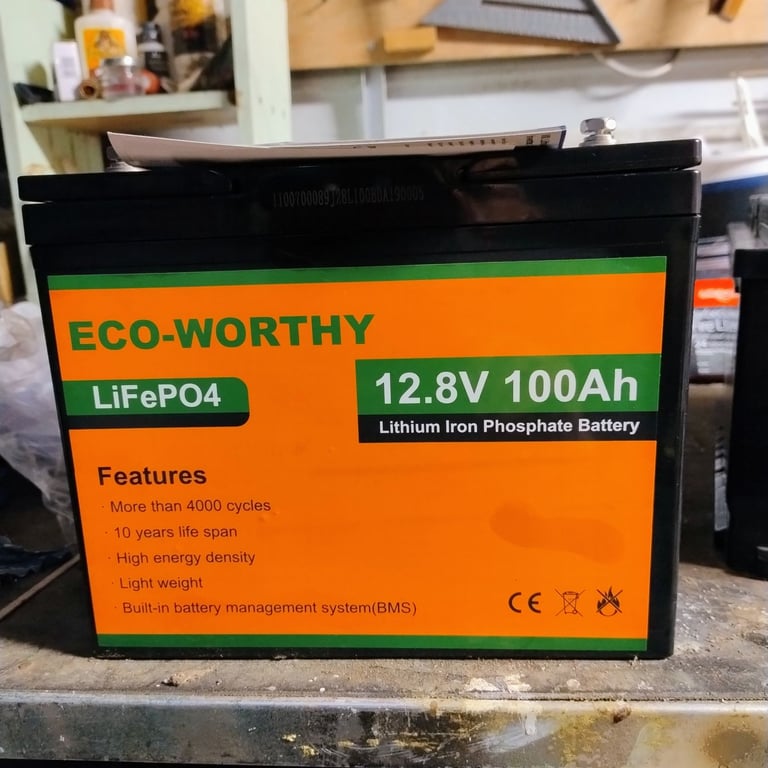 ECO-WORTHY
LiFePO4
12.8V 100Ah
Lithium Iron Phosphate Battery
Features
· More than 4000 cycles
· 10 years life span
· High energy density
· Light weight
· Built-in battery management system(BMS)
CE